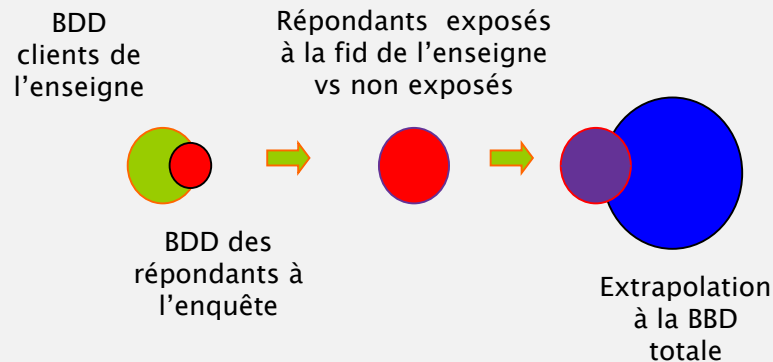 BDD
clients de
l’enseigne
Répondants exposés
à la fid de l’enseigne
vs non exposés
BDD des
répondants à
l’enquête
Extrapolation
à la BBD
totale